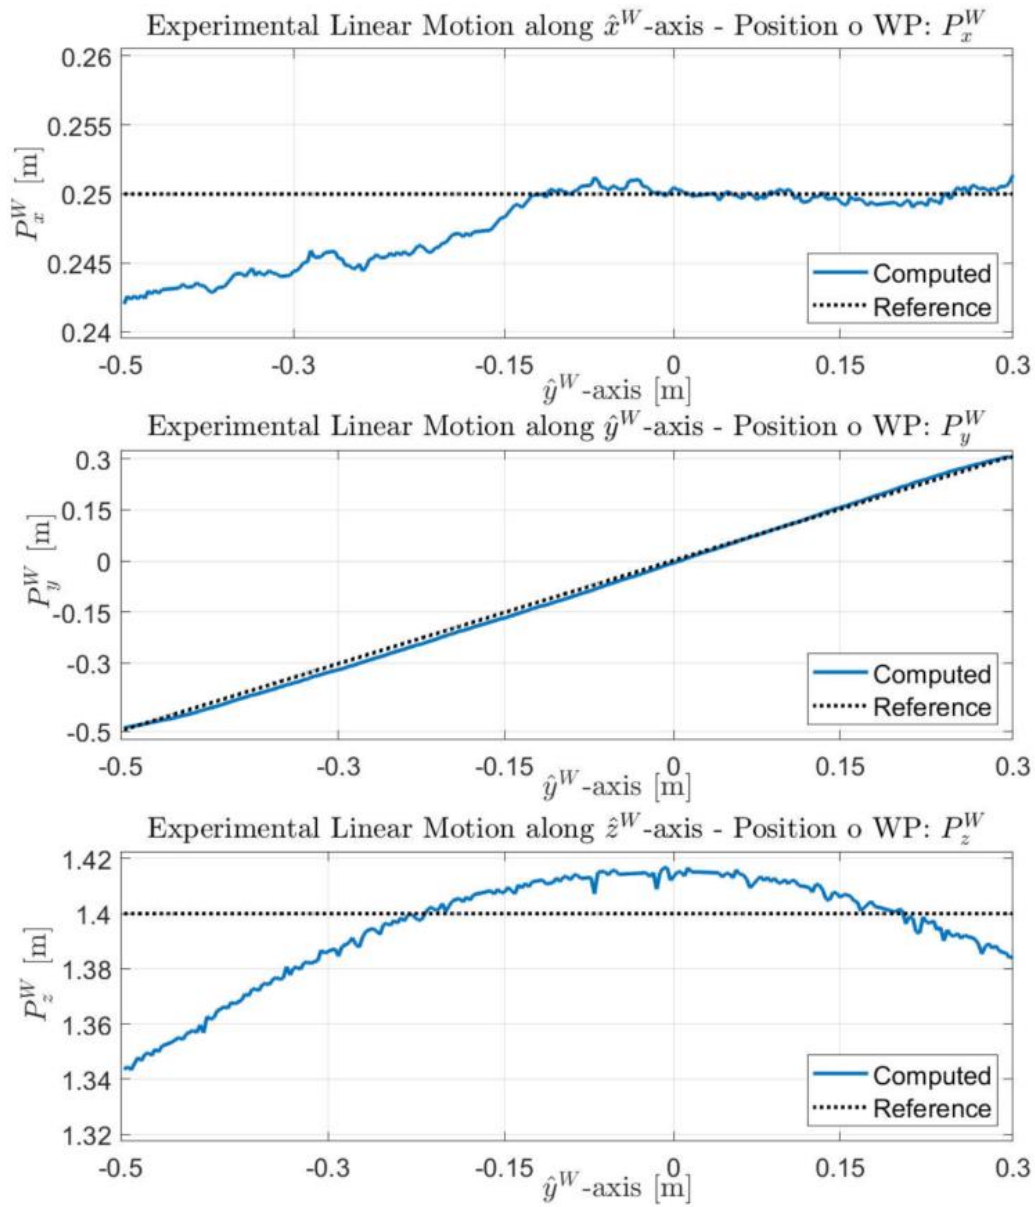 Experimental Linear Motion along x̂^W-axis - Position o WP: P_x^W
0.26
0.255
0.25
0.245
0.24
P_x^W [m]
Computed
Reference
-0.5 -0.3 -0.15 0 0.15 0.3
ŷ^W-axis [m]
Experimental Linear Motion along ŷ^W-axis - Position o WP: P_y^W
0.3
0.15
0
-0.15
-0.3
-0.5
P_y^W [m]
Computed
Reference
-0.5 -0.3 -0.15 0 0.15 0.3
ŷ^W-axis [m]
Experimental Linear Motion along ẑ^W-axis - Position o WP: P_z^W
1.42
1.4
1.38
1.36
1.34
1.32
P_z^W [m]
Computed
Reference
-0.5 -0.3 -0.15 0 0.15 0.3
ŷ^W-axis [m]